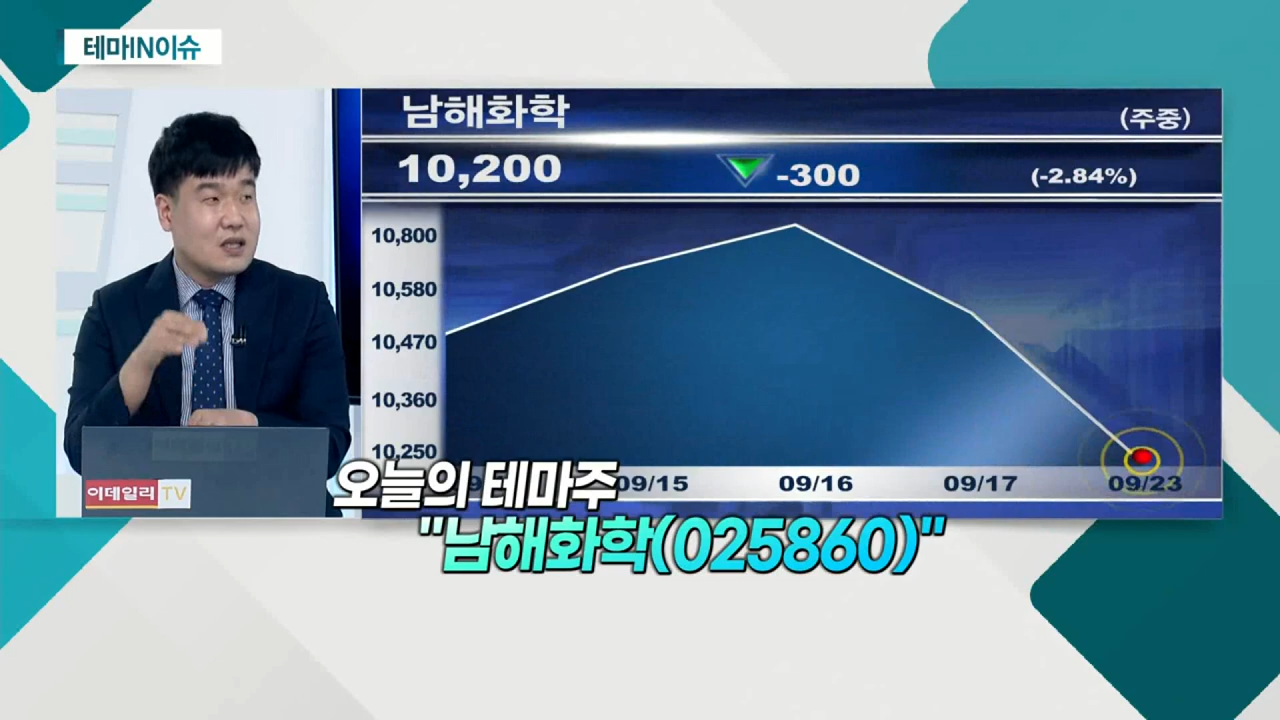 테마IN이슈
남해화학
(주중)
10,200 -300 (-2.84%)
10,800
10,580
10,470
10,360
10,250
09/15 09/16 09/17 09/23
이데일리TV
오늘의 테마주
"남해화학(025860)"